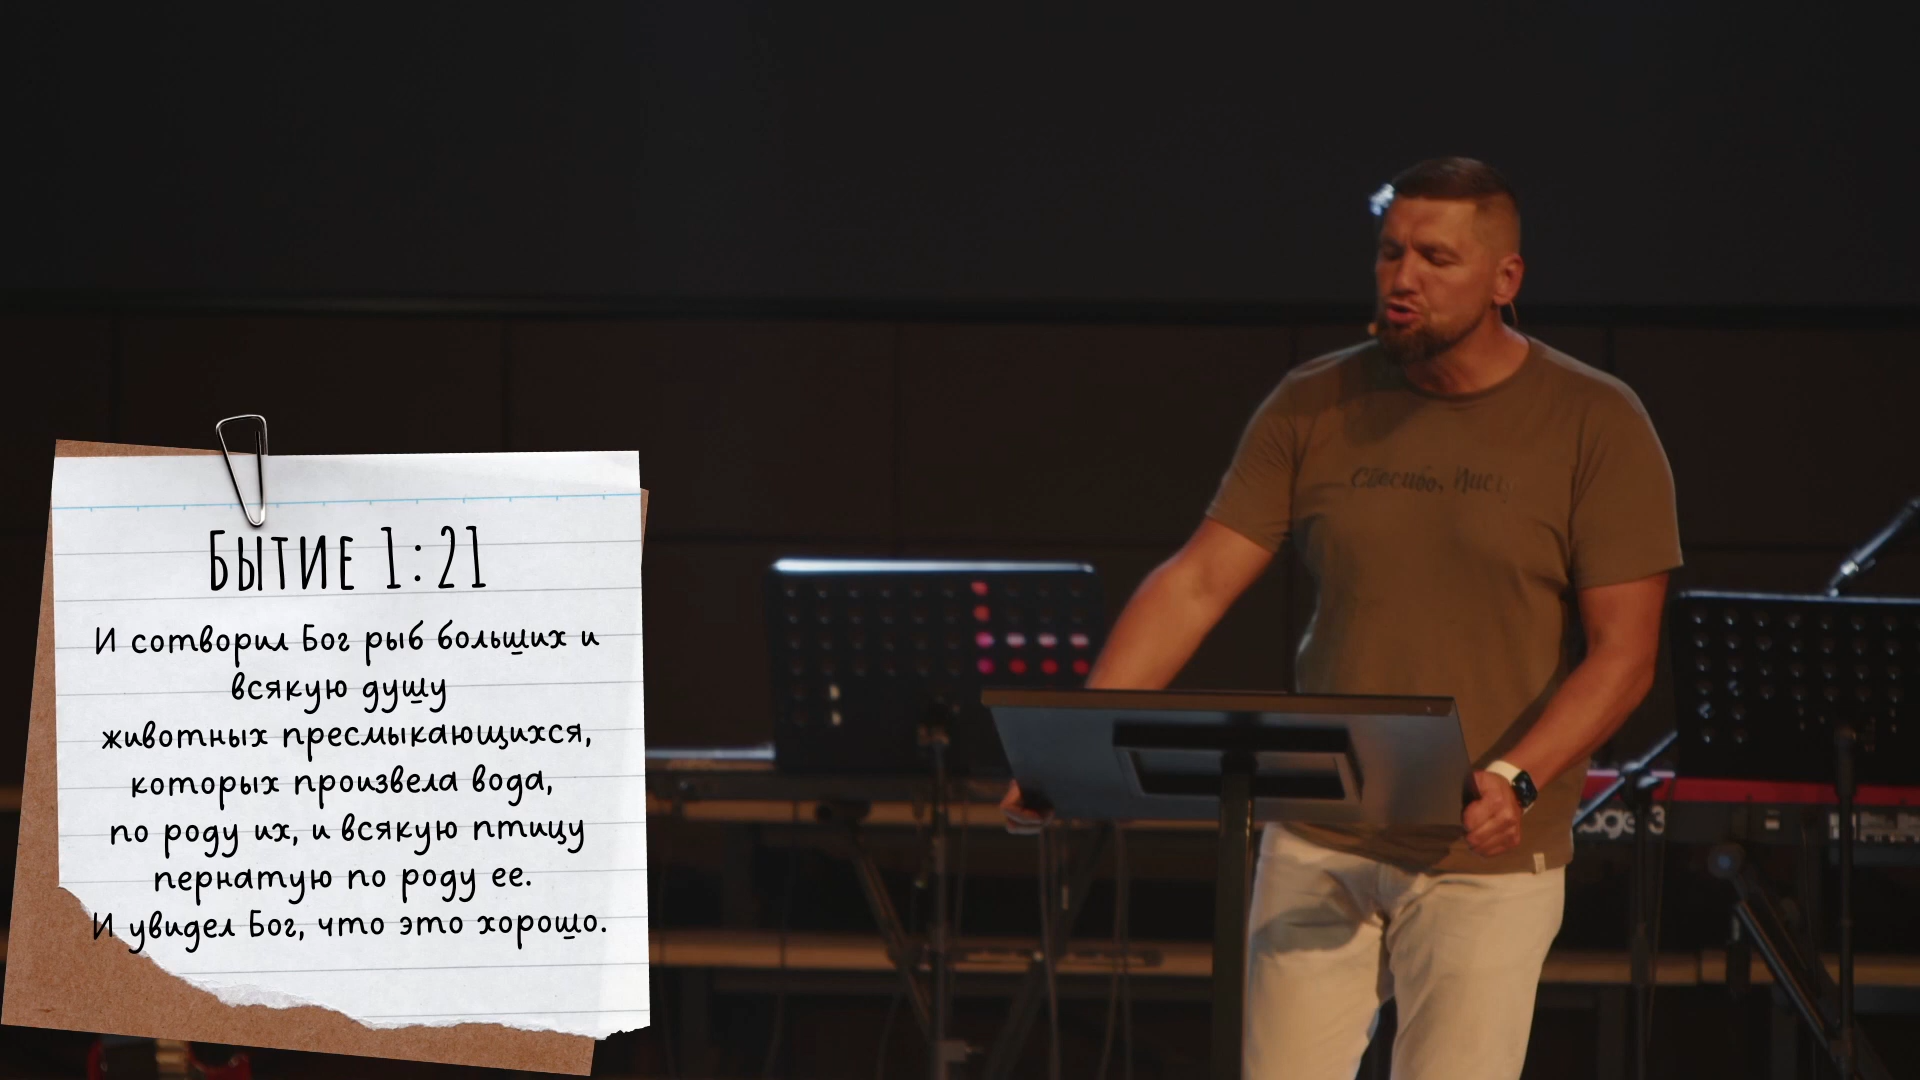 БЫТИЕ 1:21
И сотворил Бог рыб больших и
всякую душу
животных пресмыкающихся,
которых произвела вода,
по роду их, и всякую птицу
пернатую по роду ее.
И увидел Бог, что это хорошо.
Спасибо,